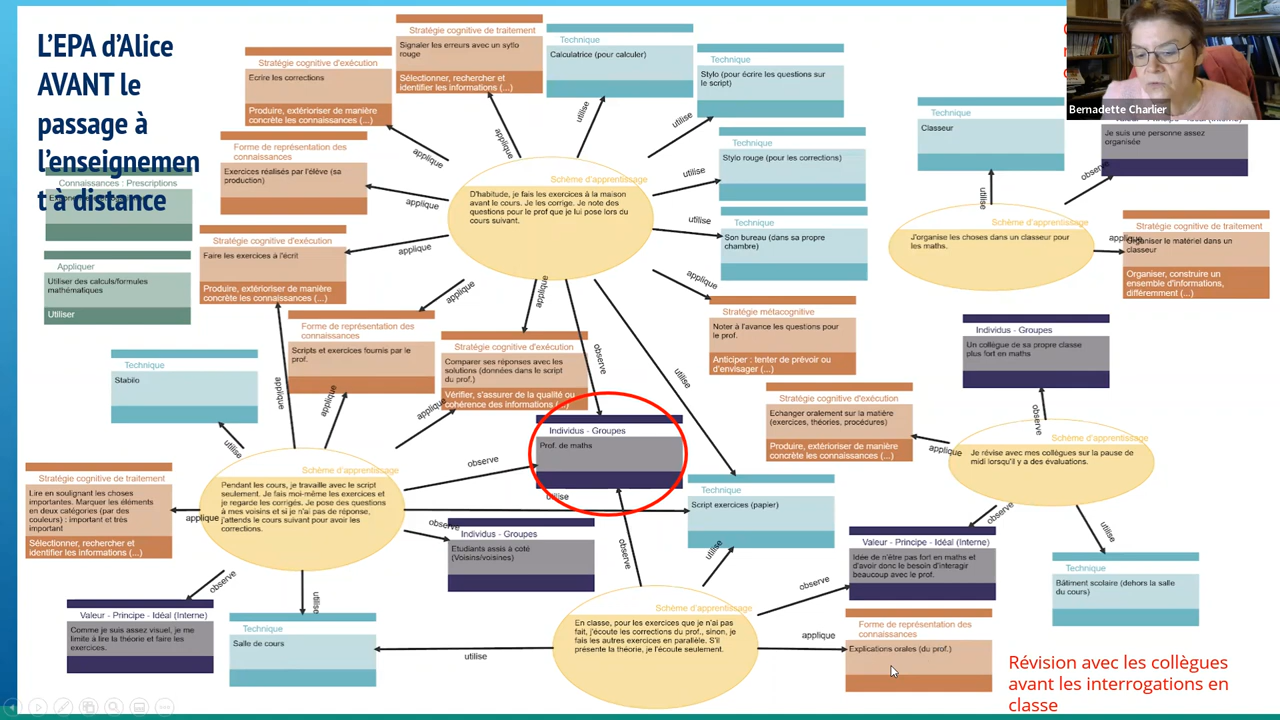 L'EPA d'Alice
AVANT le
passage à
l'enseignemen
t à distance
Stratégie cognitive d'exécution
Ecrire les corrections
Produire, extérioriser de manière
concrète les connaissances (...)
Stratégie cognitive de traitement
Signaler les erreurs avec un sytlo
rouge
Sélectionner, rechercher et
identifier les informations (...)
Technique
Calculatrice (pour calculer)
Technique
Stylo (pour écrire les questions sur
le script)
Technique
Stylo rouge (pour les corrections)
Technique
Son bureau (dans sa propre
chambre)
Forme de représentation des
connaissances
Exercices réalisés par l'élève (sa
production)
Connaissances : Prescriptions
Appliquer
Utiliser des calculs/formules
mathématiques
Utiliser
Stratégie cognitive d'exécution
Faire les exercices à l'écrit
Produire, extérioriser de manière
concrète les connaissances (...)
Schème d'apprentissage
D'habitude, je fais les exercices à la maison
avant le cours. Je les corrige. Je note des
questions pour le prof que je lui pose lors du
cours suivant.
applique
applique
applique
applique
applique
applique
applique
utilise
utilise
utilise
utilise
utilise
observe
Forme de représentation des
connaissances
Scripts et exercices fournis par le
prof.
Stratégie cognitive d'exécution
Comparer ses réponses avec les
solutions (données dans le script
du prof.)
Vérifier, s'assurer de la qualité ou
cohérence des informations (...)
Stratégie métacognitive
Noter à l'avance les questions pour
le prof.
Anticiper : tenter de prévoir ou
d'envisager (...)
Bernadette Charlier
Technique
Classeur
Je suis une personne assez
organisée
utilise
observe
Schème d'apprentissage
J'organise les choses dans un classeur pour
les maths.
applique
Stratégie cognitive de traitement
Organiser le matériel dans un
classeur
Organiser, construire un
ensemble d'informations,
différemment (...)
Individus - Groupes
Un collègue de sa propre classe
plus fort en maths
observe
Stratégie cognitive d'exécution
Echanger oralement sur la matière
(exercices, théories, procédures)
Produire, extérioriser de manière
concrète les connaissances (...)
applique
Schème d'apprentissage
Je révise avec mes collègues sur la pause de
midi lorsqu'il y a des évaluations.
observe
utilise
Technique
Stabilo
utilise
applique
applique
applique
Individus - Groupes
Prof. de maths
Stratégie cognitive de traitement
Lire en soulignant les choses
importantes. Marquer les éléments
en deux catégories (par des
couleurs) : important et très
important
Sélectionner, rechercher et
identifier les informations (...)
applique
Schème d'apprentissage
Pendant les cours, je travaille avec le script
seulement. Je fais moi-même les exercices et
je regarde les corrigés. Je pose des questions
à mes voisins et si je n'ai pas de réponse,
j'attends le cours suivant pour avoir les
corrections.
observe
utilise
observe
observe
utilise
Individus - Groupes
Etudiants assis à coté
(Voisins/voisines)
Technique
Script exercices (papier)
Valeur - Principe - Idéal (Interne)
Comme je suis assez visuel, je me
limite à lire la théorie et faire les
exercices.
Technique
Salle de cours
utilise
observe
utilise
Schème d'apprentissage
En classe, pour les exercices que je n'ai pas
fait, j'écoute les corrections du prof., sinon, je
fais les autres exercices en parallèle. S'il
présente la théorie, je l'écoute seulement.
observe
applique
Valeur - Principe - Idéal (Interne)
Idée de n'être pas fort en maths et
d'avoir donc le besoin d'interagir
beaucoup avec le prof.
Forme de représentation des
connaissances
Explications orales (du prof.)
Technique
Bâtiment scolaire (dehors la salle
du cours)
Révision avec les collègues
avant les interrogations en
classe